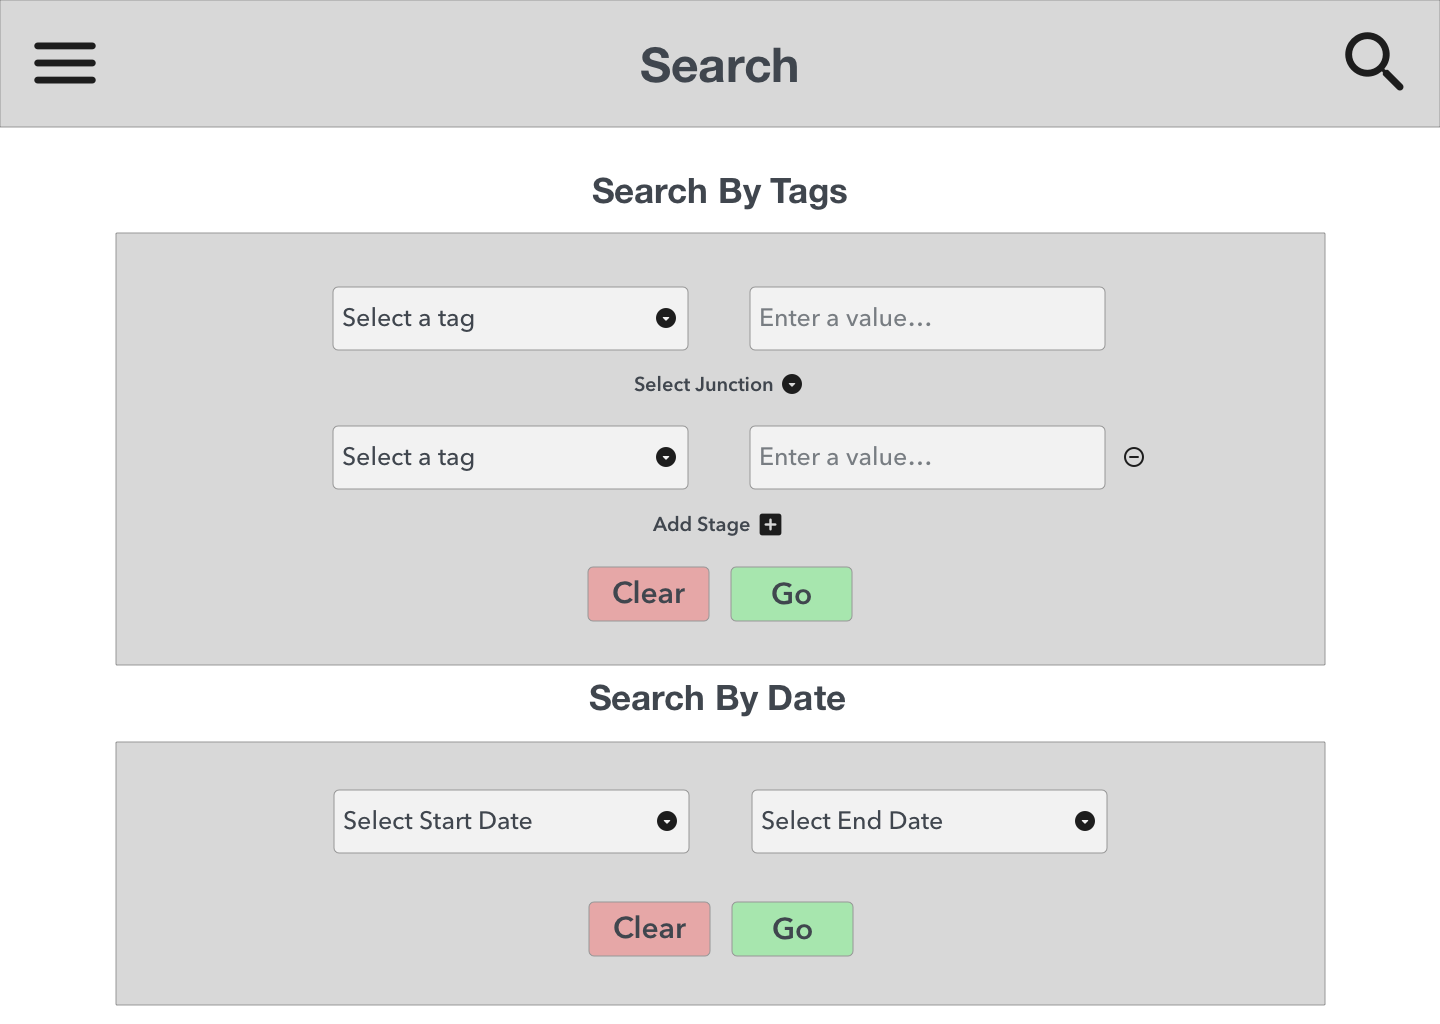 Search
Search By Tags
Select a tag
Enter a value...
Select Junction
Select a tag
Enter a value...
Add Stage
Clear
Go
Search By Date
Select Start Date
Select End Date
Clear
Go